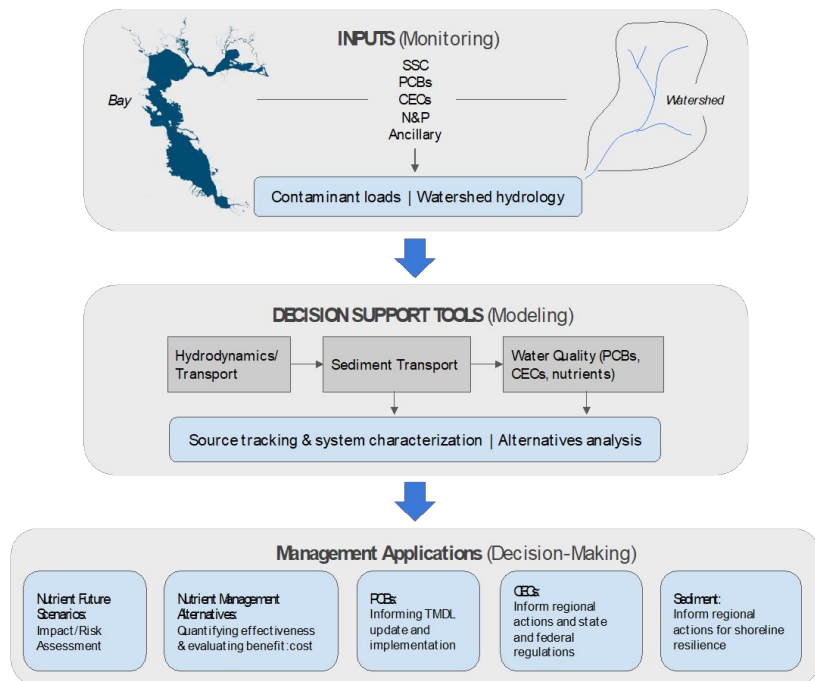 INPUTS (Monitoring)
SSC
PCBs
Bay
CECs
Watershed
N&P
Ancillary
Contaminant loads | Watershed hydrology
DECISION SUPPORT TOOLS (Modeling)
Hydrodynamics/
Transport
Sediment Transport
Water Quality (PCBs,
CECs, nutrients)
Source tracking & system characterization | Alternatives analysis
Management Applications (Decision-Making)
Nutrient Future
Scenarios:
Impact/Risk
Assessment
Nutrient Management
Alternatives:
Quantifying effectiveness
& evaluating benefit:cost
PCBs:
Informing TMDL
update and
implementation
CECs:
Inform regional
actions and state
and federal
regulations
Sediment:
Inform regional
actions for shoreline
resilience